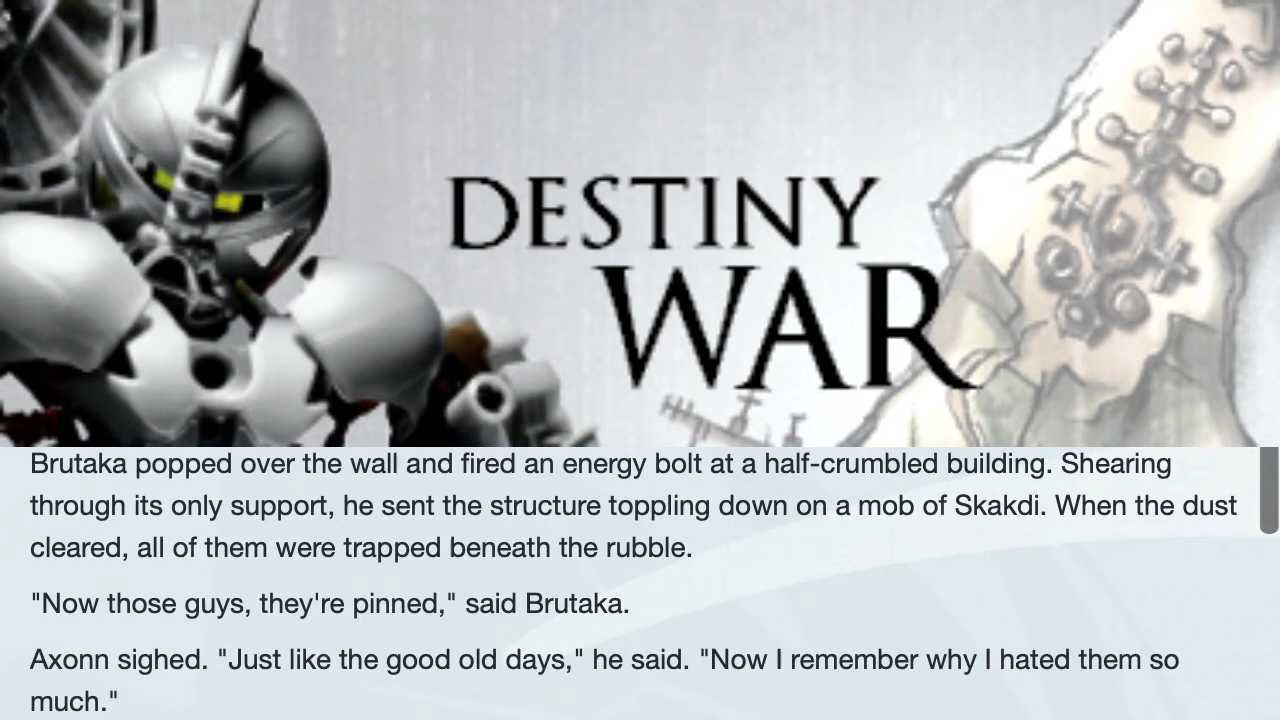 DESTINY
WAR
Brutaka popped over the wall and fired an energy bolt at a half-crumbled building. Shearing
through its only support, he sent the structure toppling down on a mob of Skakdi. When the dust
cleared, all of them were trapped beneath the rubble.
"Now those guys, they're pinned," said Brutaka.
Axonn sighed. "Just like the good old days," he said. "Now I remember why I hated them so
much."